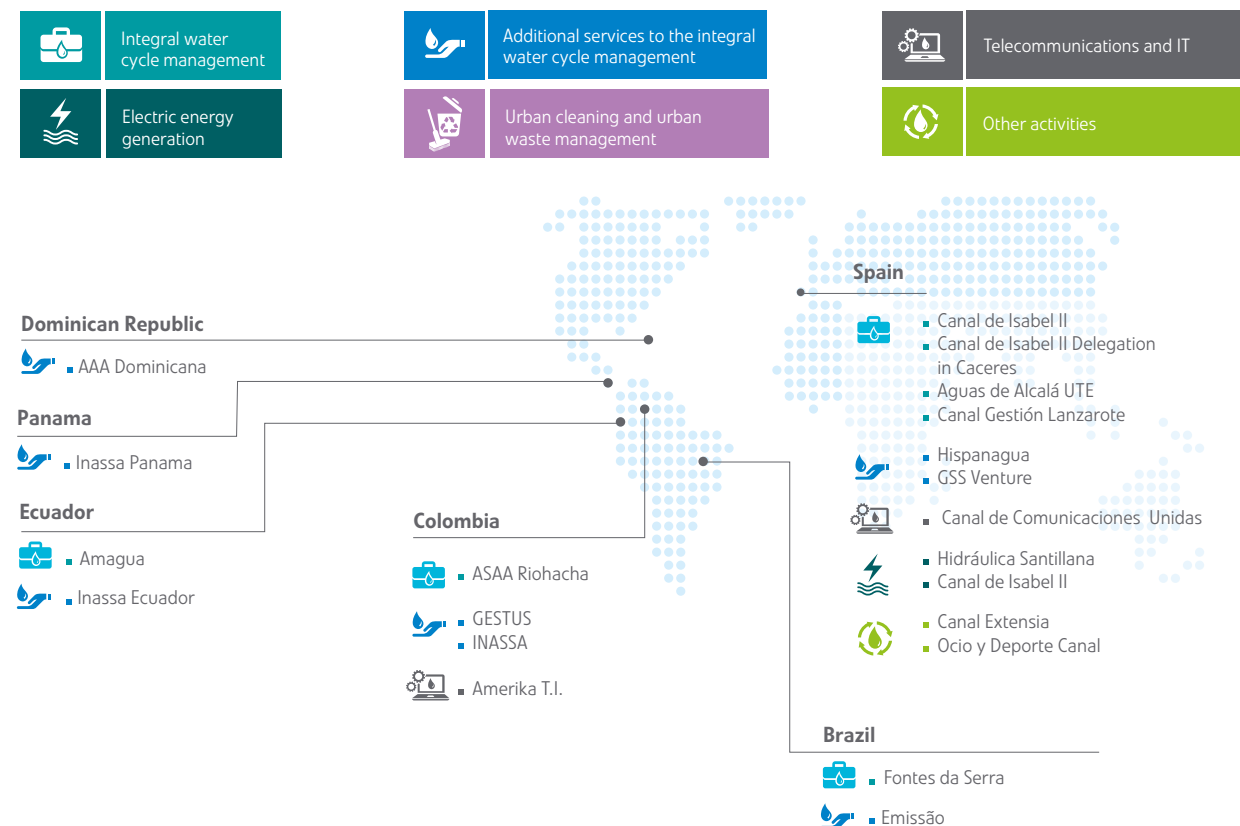 Integral water
cycle management
Additional services to the integral
water cycle management
Telecommunications and IT
Electric energy
generation
Urban cleaning and urban
waste management
Other activities
Dominican Republic
AAA Dominicana
Panama
Inassa Panama
Ecuador
Amagua
Inassa Ecuador
Colombia
ASAA Riohacha
GESTUS
INASSA
Amerika T.I.
Spain
Canal de Isabel II
Canal de Isabel II Delegation
in Caceres
Aguas de Alcalá UTE
Canal Gestión Lanzarote
Hispanagua
GSS Venture
Canal de Comunicaciones Unidas
Hidráulica Santillana
Canal de Isabel II
Canal Extensia
Ocio y Deporte Canal
Brazil
Fontes da Serra
Emissão